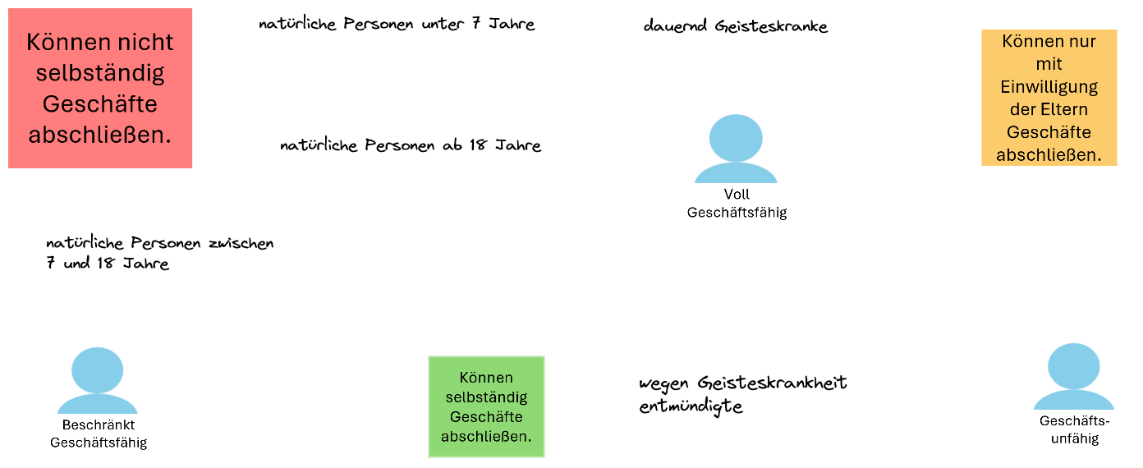 Können nicht
selbständig
Geschäfte
abschließen.
natürliche Personen unter 7 Jahre
dauernd Geisteskranke
Können nur
mit
Einwilligung
der Eltern
Geschäfte
abschließen.
natürliche Personen ab 18 Jahre
Voll
Geschäftsfähig
natürliche Personen zwischen
7 und 18 Jahre
Beschränkt
Geschäftsfähig
Können
selbständig
Geschäfte
abschließen.
wegen Geisteskrankheit
entmündigte
Geschäfts-
unfähig